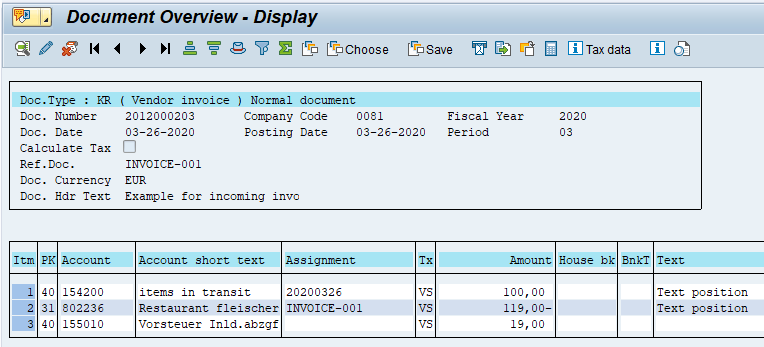 Document Overview - Display
Choose Save Tax data
Doc.Type : KR ( Vendor invoice ) Normal document
Doc. Number 2012000203 Company Code 0081 Fiscal Year 2020
Doc. Date 03-26-2020 Posting Date 03-26-2020 Period 03
Calculate Tax
Ref.Doc. INVOICE-001
Doc. Currency EUR
Doc. Hdr Text Example for incoming invo
Itm PK Account Account short text Assignment Tx Amount House bk BnkT Text
1 40 154200 items in transit 20200326 VS 100,00 Text position
2 31 802236 Restaurant fleischer INVOICE-001 VS 119,00- Text position
3 40 155010 Vorsteuer Inld.abzgf VS 19,00